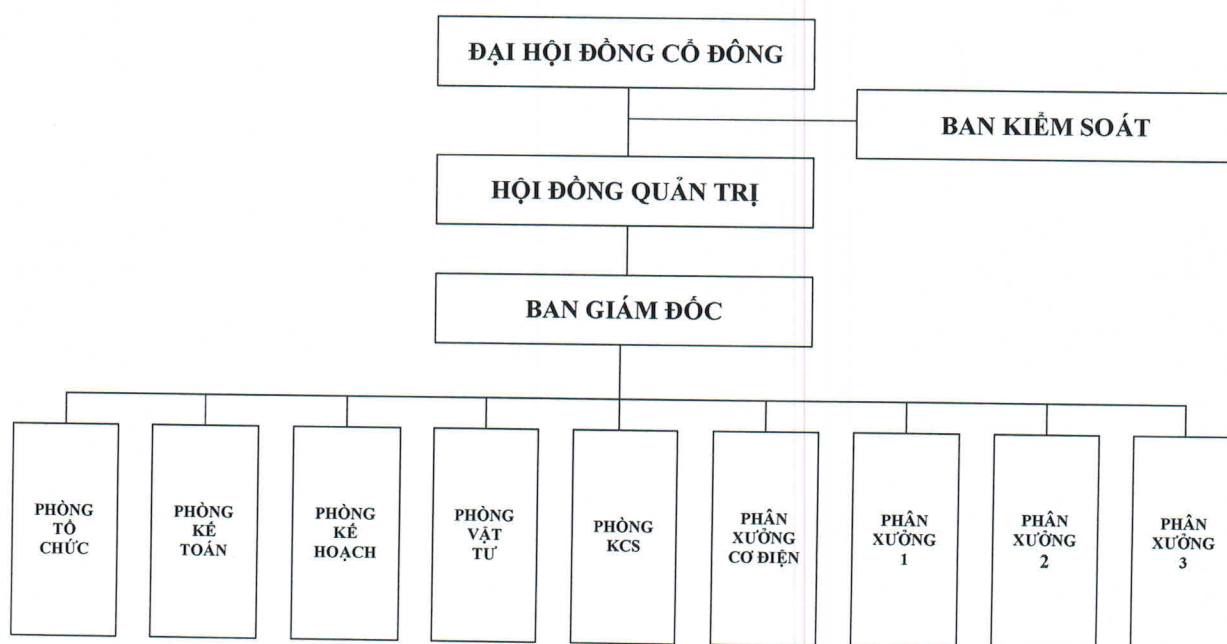 ĐẠI HỘI ĐỒNG CỔ ĐÔNG
BAN KIỂM SOÁT
HỘI ĐỒNG QUẢN TRỊ
BAN GIÁM ĐỐC
PHÒNG
TỔ
CHỨC
PHÒNG
KẾ
TOÁN
PHÒNG
KẾ
HOẠCH
PHÒNG
VẬT
TƯ
PHÒNG
KCS
PHÂN
XƯỞNG
CƠ ĐIỆN
PHÂN
XƯỞNG
1
PHÂN
XƯỞNG
2
PHÂN
XƯỞNG
3